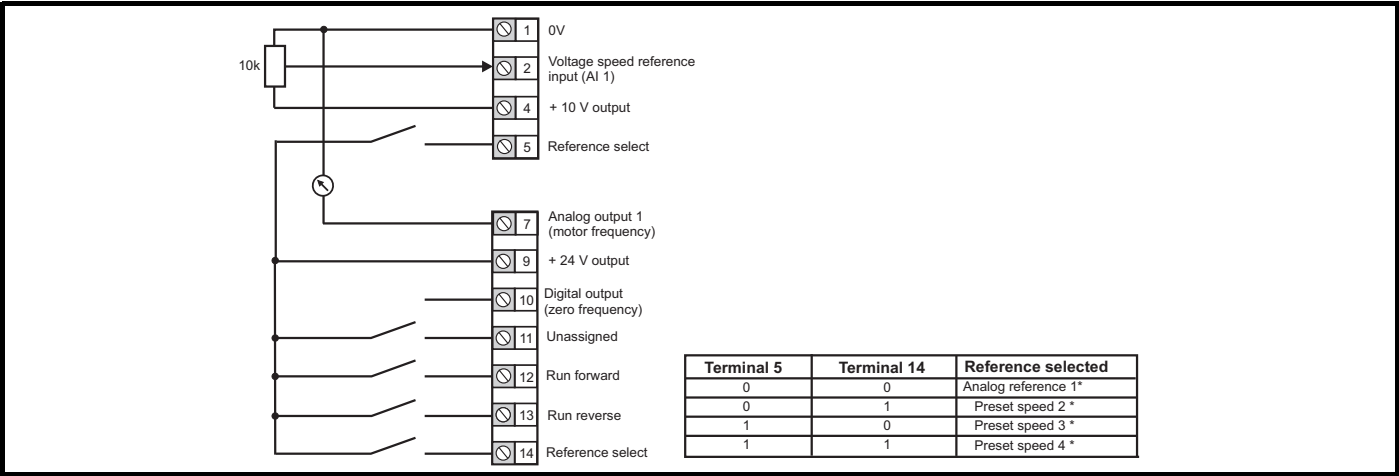 1 0V
10k
2 Voltage speed reference
input (AI 1)
4 + 10 V output
5 Reference select
7 Analog output 1
(motor frequency)
9 + 24 V output
10 Digital output
(zero frequency)
11 Unassigned
12 Run forward
13 Run reverse
14 Reference select
Terminal 5 Terminal 14 Reference selected
0 0 Analog reference 1*
0 1 Preset speed 2 *
1 0 Preset speed 3 *
1 1 Preset speed 4 *